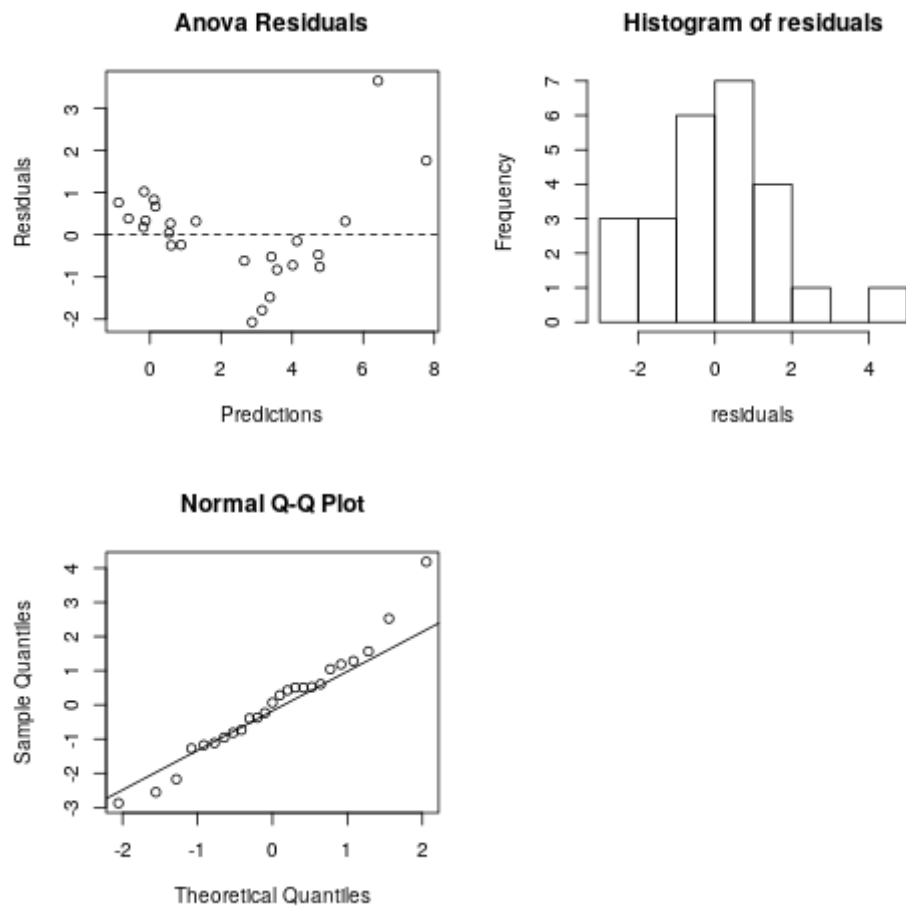 Anova Residuals
Residuals
3
2
1
0
-1
-2
0 2 4 6 8
Predictions
Histogram of residuals
Frequency
7
6
5
4
3
2
1
0
-2 0 2 4
residuals
Normal Q-Q Plot
Sample Quantiles
4
3
2
1
0
-1
-2
-3
-2 -1 0 1 2
Theoretical Quantiles